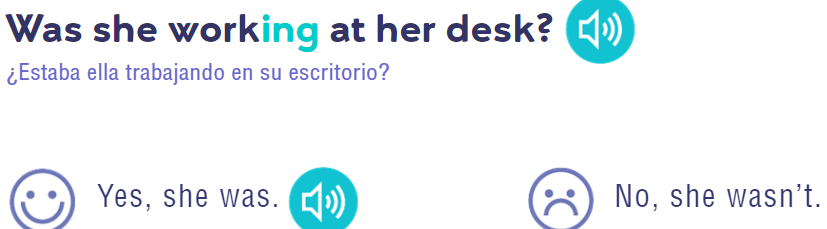 Was she working at her desk?
¿Estaba ella trabajando en su escritorio?
Yes, she was.
No, she wasn't.